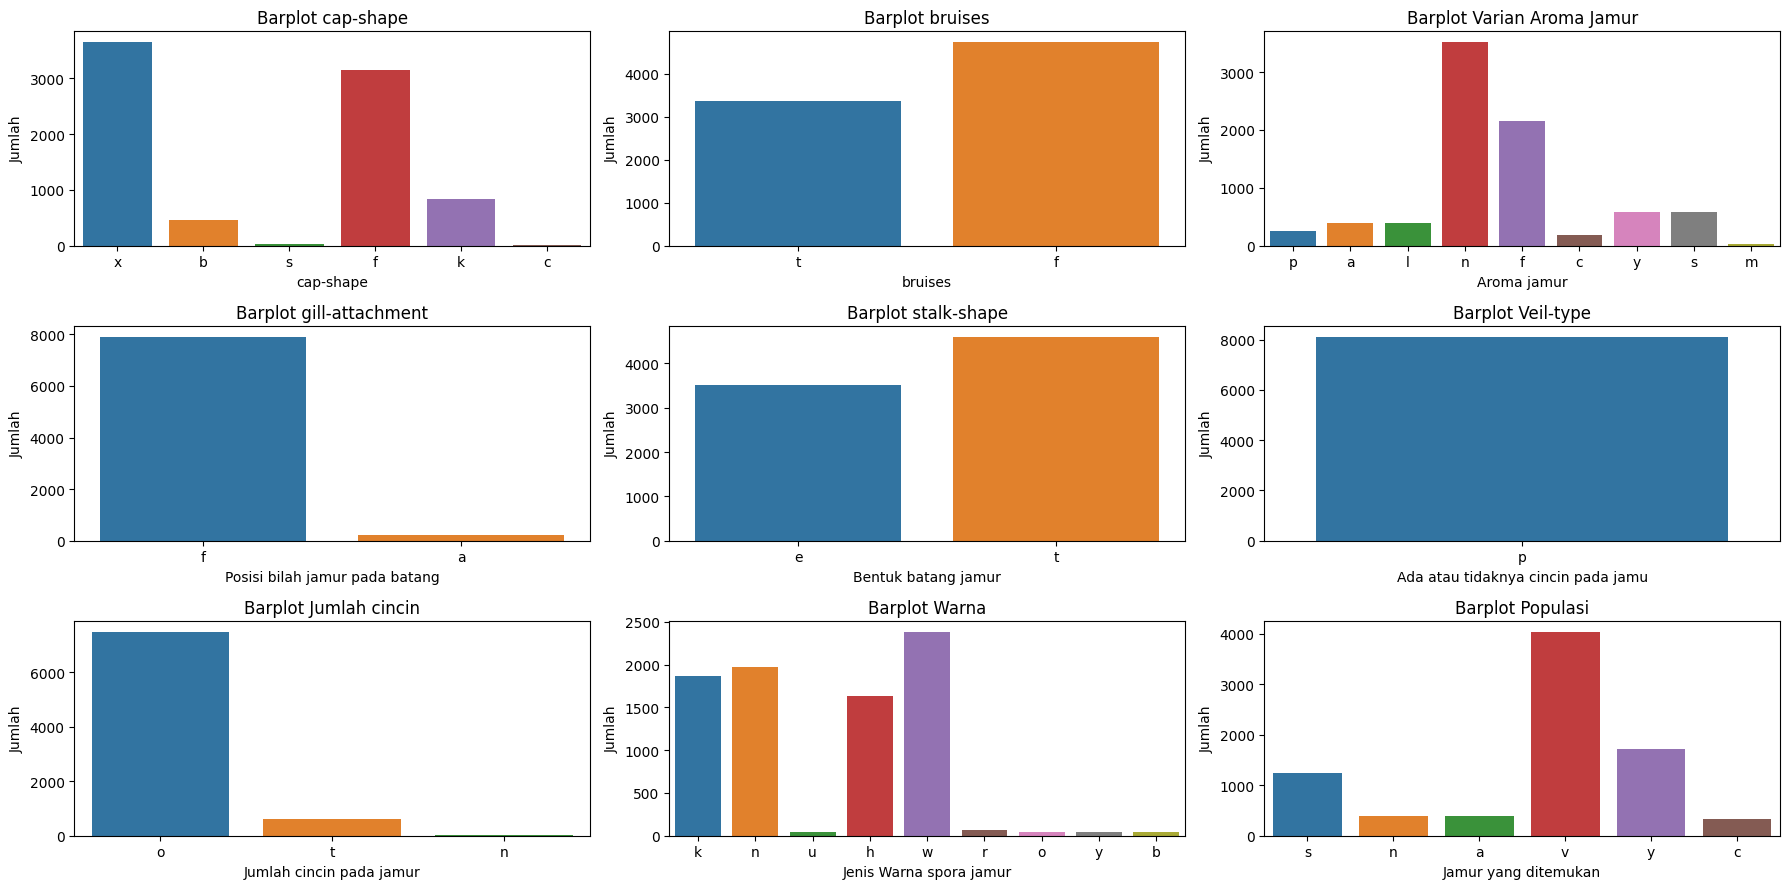 Barplot cap-shape
Jumlah
3000
2000
1000
0
x b s f k c
cap-shape
Barplot bruises
Jumlah
4000
3000
2000
1000
0
t f
bruises
Barplot Varian Aroma Jamur
Jumlah
3000
2000
1000
0
p a l n f c y s m
Aroma jamur
Barplot gill-attachment
Jumlah
8000
6000
4000
2000
0
f a
Posisi bilah jamur pada batang
Barplot stalk-shape
Jumlah
4000
3000
2000
1000
0
e t
Bentuk batang jamur
Barplot Veil-type
Jumlah
8000
6000
4000
2000
0
p
Ada atau tidaknya cincin pada jamu
Barplot Jumlah cincin
Jumlah
6000
4000
2000
0
o t n
Jumlah cincin pada jamur
Barplot Warna
Jumlah
2500
2000
1500
1000
500
0
k n u h w r o y b
Jenis Warna spora jamur
Barplot Populasi
Jumlah
4000
3000
2000
1000
0
s n a v y c
Jamur yang ditemukan